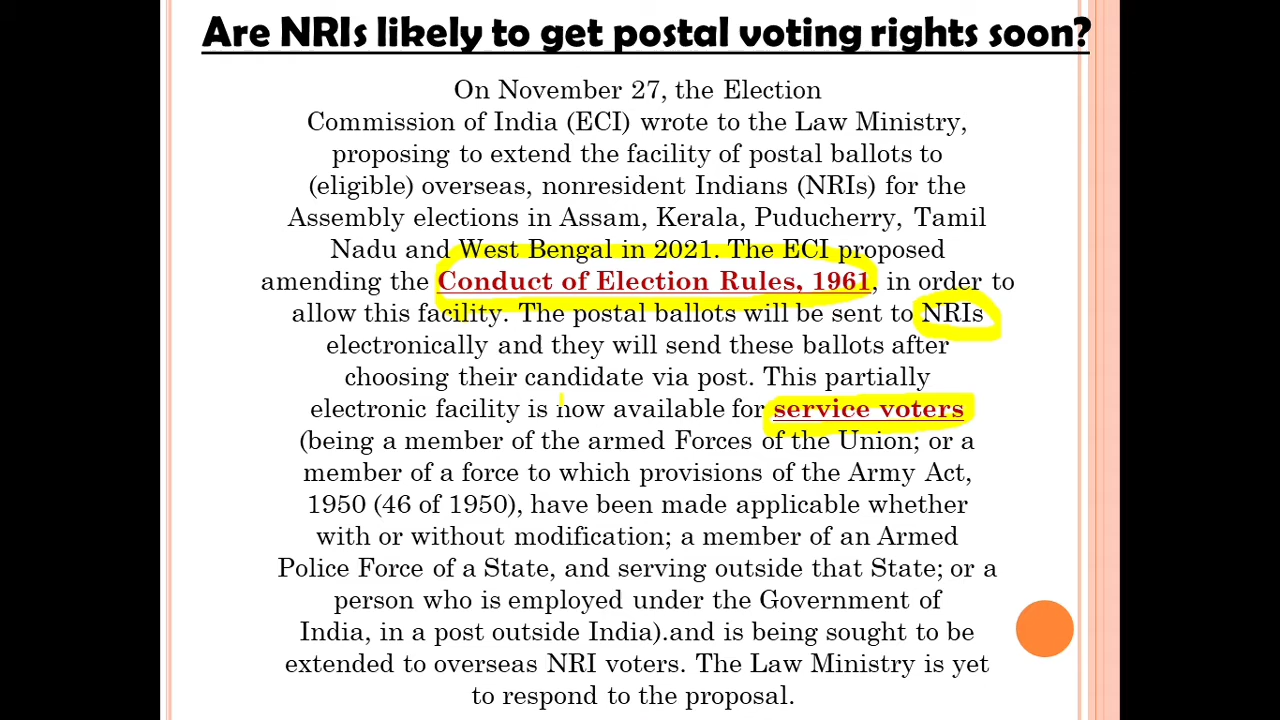 Are NRIs likely to get postal voting rights soon?
On November 27, the Election
Commission of India (ECI) wrote to the Law Ministry,
proposing to extend the facility of postal ballots to
(eligible) overseas, nonresident Indians (NRIs) for the
Assembly elections in Assam, Kerala, Puducherry, Tamil
Nadu and West Bengal in 2021. The ECI proposed
amending the Conduct of Election Rules, 1961, in order to
allow this facility. The postal ballots will be sent to NRIs
electronically and they will send these ballots after
choosing their candidate via post. This partially
electronic facility is now available for service voters
(being a member of the armed Forces of the Union; or a
member of a force to which provisions of the Army Act,
1950 (46 of 1950), have been made applicable whether
with or without modification; a member of an Armed
Police Force of a State, and serving outside that State; or a
person who is employed under the Government of
India, in a post outside India).and is being sought to be
extended to overseas NRI voters. The Law Ministry is yet
to respond to the proposal.